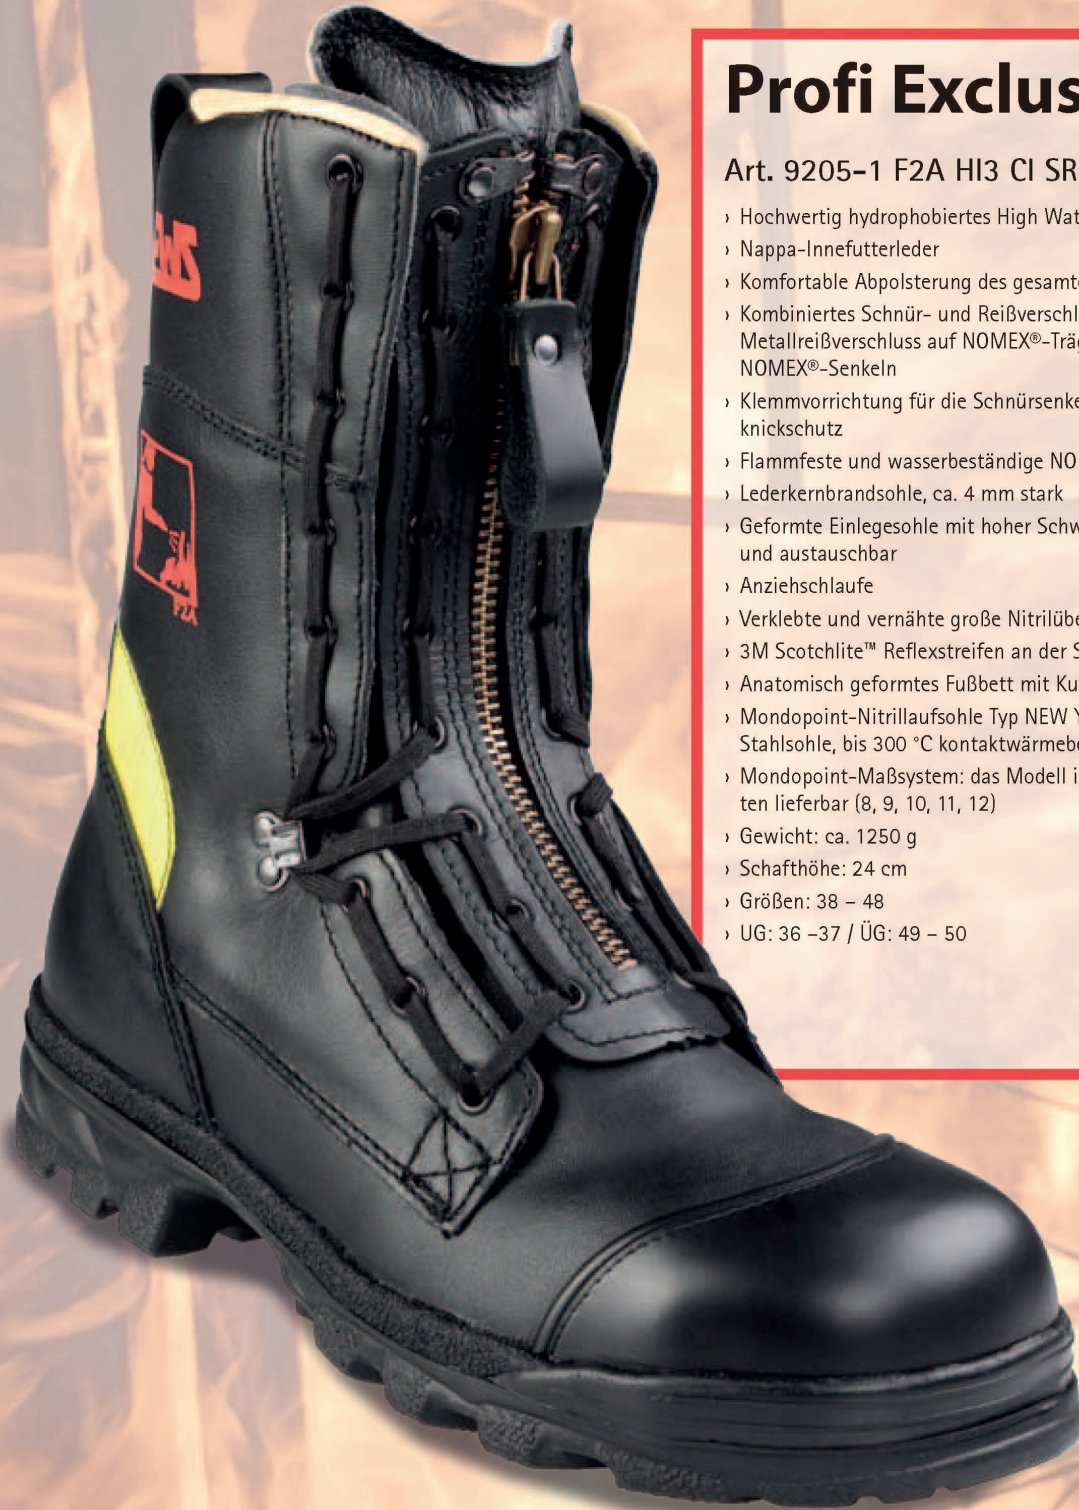 Profi Exclus
Art. 9205-1 F2A HI3 CI SR
› Hochwertig hydrophobiertes High Wat
› Nappa-Innefutterleder
› Komfortable Abpolsterung des gesamte
› Kombiniertes Schnür- und Reißverschl
Metallreißverschluss auf NOMEX®-Träg
NOMEX®-Senkeln
› Klemmvorrichtung für die Schnürsenke
knickschutz
› Flammfeste und wasserbeständige NO
› Lederkernbrandsohle, ca. 4 mm stark
› Geformte Einlegesohle mit hoher Schw
und austauschbar
› Anziehschlaufe
› Verklebte und vernähte große Nitrilübe
› 3M Scotchlite™ Reflexstreifen an der S
› Anatomisch geformtes Fußbett mit Ku
› Mondopoint-Nitrillaufsohle Typ NEW Y
Stahlsohle, bis 300 °C kontaktwärmebe
› Mondopoint-Maßsystem: das Modell i
ten lieferbar (8, 9, 10, 11, 12)
› Gewicht: ca. 1250 g
› Schafthöhe: 24 cm
› Größen: 38 – 48
› UG: 36 –37 / ÜG: 49 – 50
EWS
F2A